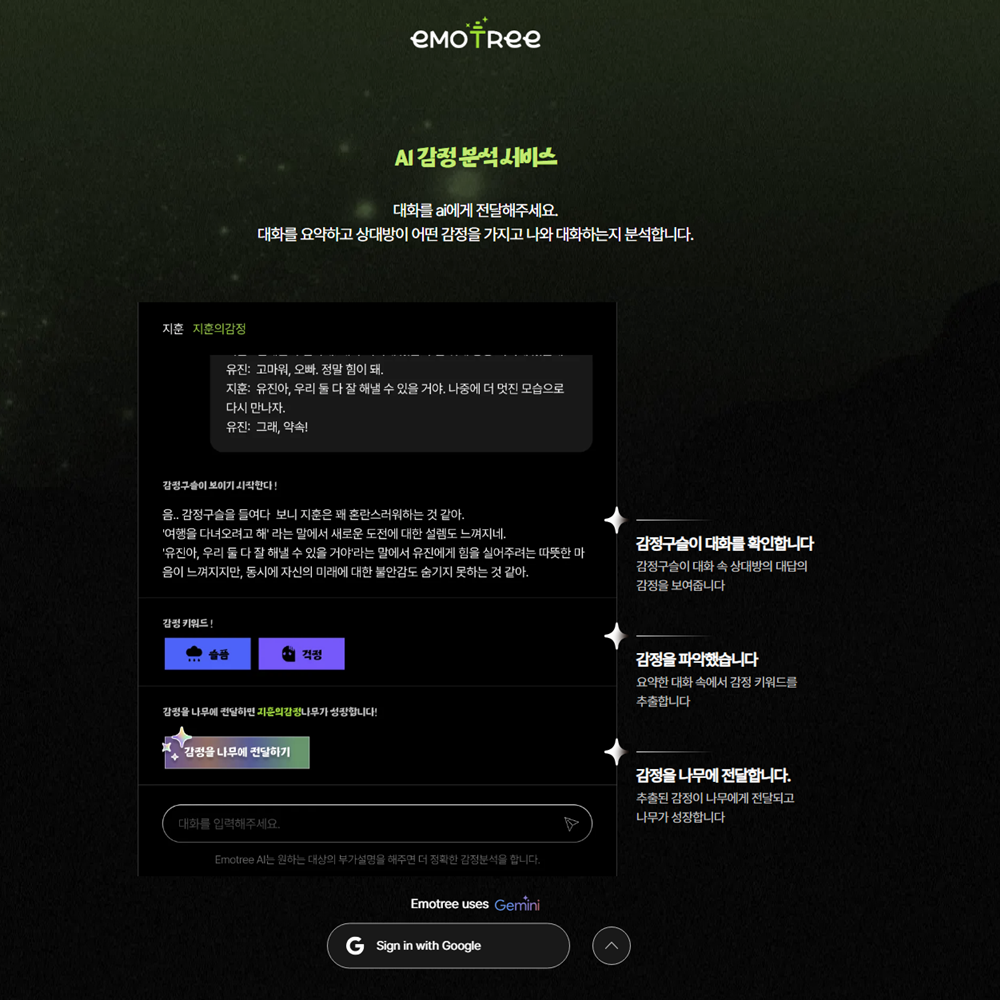 EMOTREE
AI 감정 분석 서비스
대화를 ai에게 전달해주세요.
대화를 요약하고 상대방이 어떤 감정을 가지고 나와 대화하는지 분석합니다.
지훈 지훈의감정
유진: 고마워, 오빠. 정말 힘이 돼.
지훈: 유진아, 우리 둘 다 잘 해낼 수 있을 거야. 나중에 더 멋진 모습으로
다시 만나자.
유진: 그래, 약속!
감정구슬이 보이기 시작한다 !
음.. 감정구슬을 들여다 보니 지훈은 꽤 혼란스러워하는 것 같아.
'여행을 다녀오려고 해' 라는 말에서 새로운 도전에 대한 설렘도 느껴지네.
'유진아, 우리 둘 다 잘 해낼 수 있을 거야'라는 말에서 유진에게 힘을 실어주려는 따뜻한 마
음이 느껴지지만, 동시에 자신의 미래에 대한 불안감도 숨기지 못하는 것 같아.
감정 키워드 !
슬픔 걱정
감정을 나무에 전달하면 지훈의감정나무가 성장합니다!
감정을 나무에 전달하기
대화를 입력해주세요.
Emotree AI는 원하는 대상의 부가설명을 해주면 더 정확한 감정분석을 합니다.
감정구슬이 대화를 확인합니다
감정구슬이 대화 속 상대방의 대답의
감정을 보여줍니다
감정을 파악했습니다
요약한 대화 속에서 감정 키워드를
추출합니다
감정을 나무에 전달합니다.
추출된 감정이 나무에게 전달되고
나무가 성장합니다
Emotree uses Gemini
G Sign in with Google